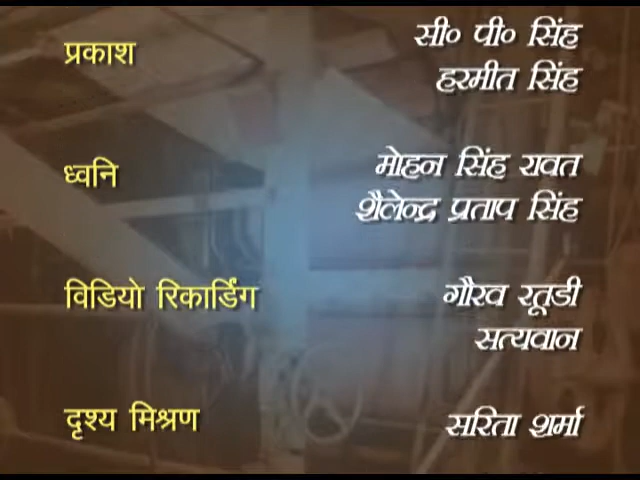 प्रकाश सी० पी० सिंह
हरमीत सिंह
ध्वनि मोहन सिंह रावत
शैलेन्द्र प्रताप सिंह
विडियो रिकार्डिंग गौरव रतूडी
सत्यवान
दृश्य मिश्रण सरिता शर्मा